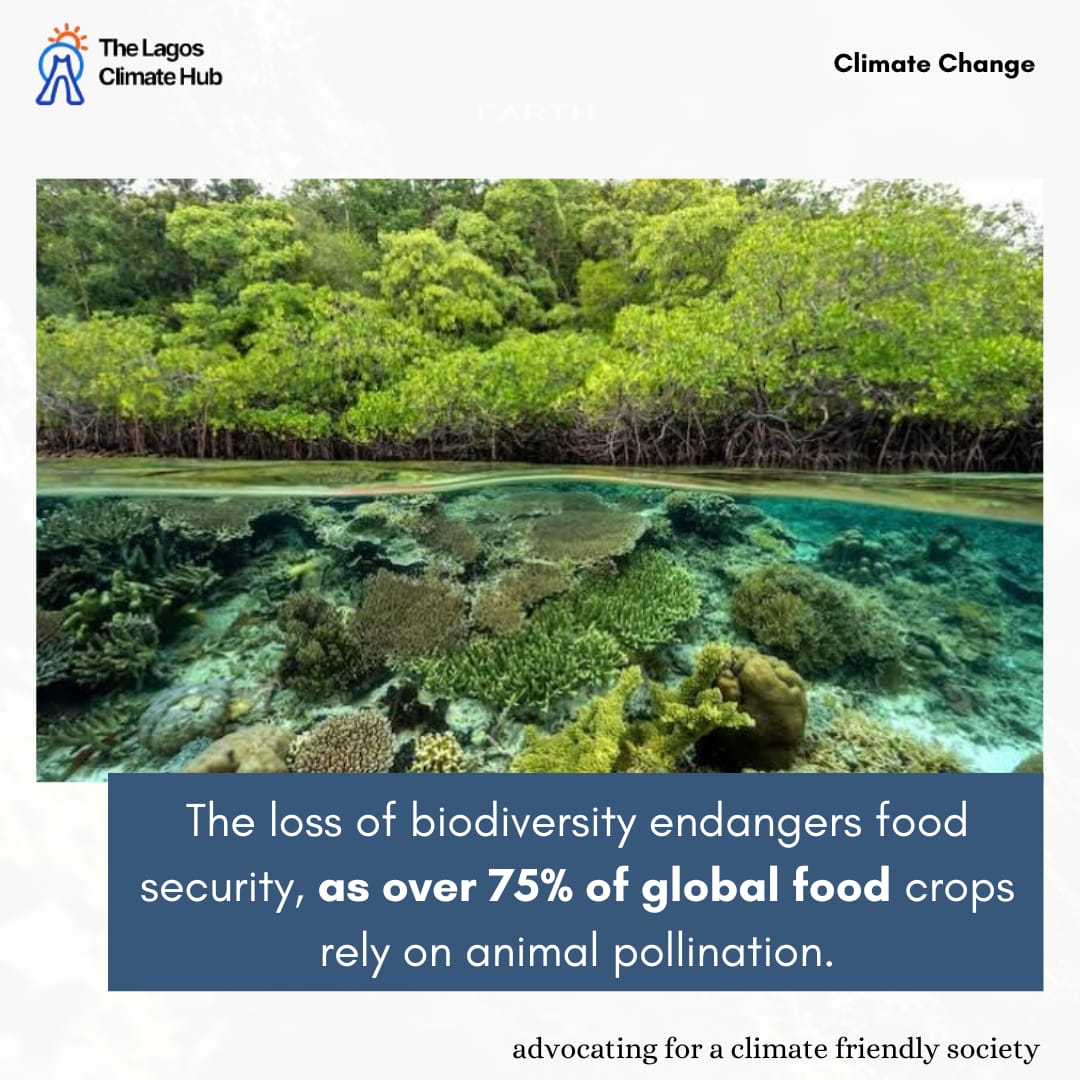 The Lagos
Climate Hub
Climate Change
EARTH
The loss of biodiversity endangers food
security, as over 75% of global food crops
rely on animal pollination.
advocating for a climate friendly society